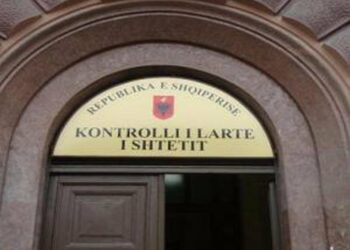 REPUBLIKA E SHQIPERISE
KONTROLLI I LARTE
I SHTETIT